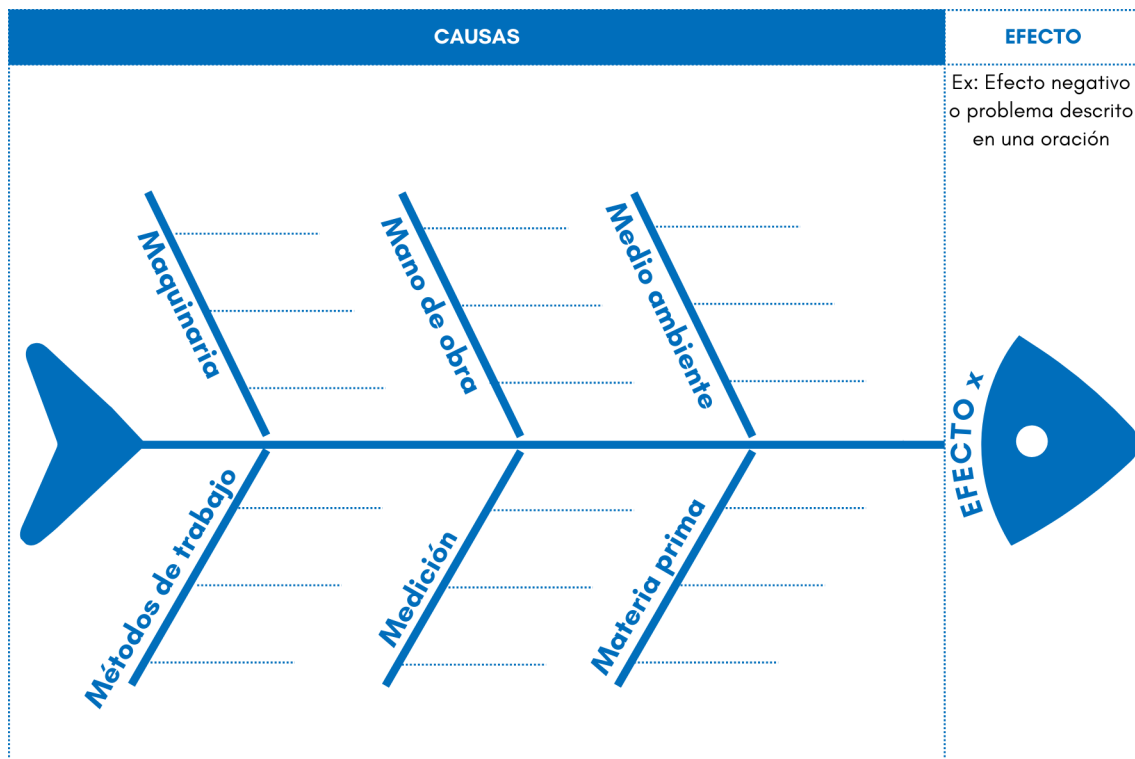 CAUSAS
EFECTO
Ex: Efecto negativo
o problema descrito
en una oración
Maquinaria
Mano de obra
Medio ambiente
EFECTO x
Métodos de trabajo
Medición
Materia prima